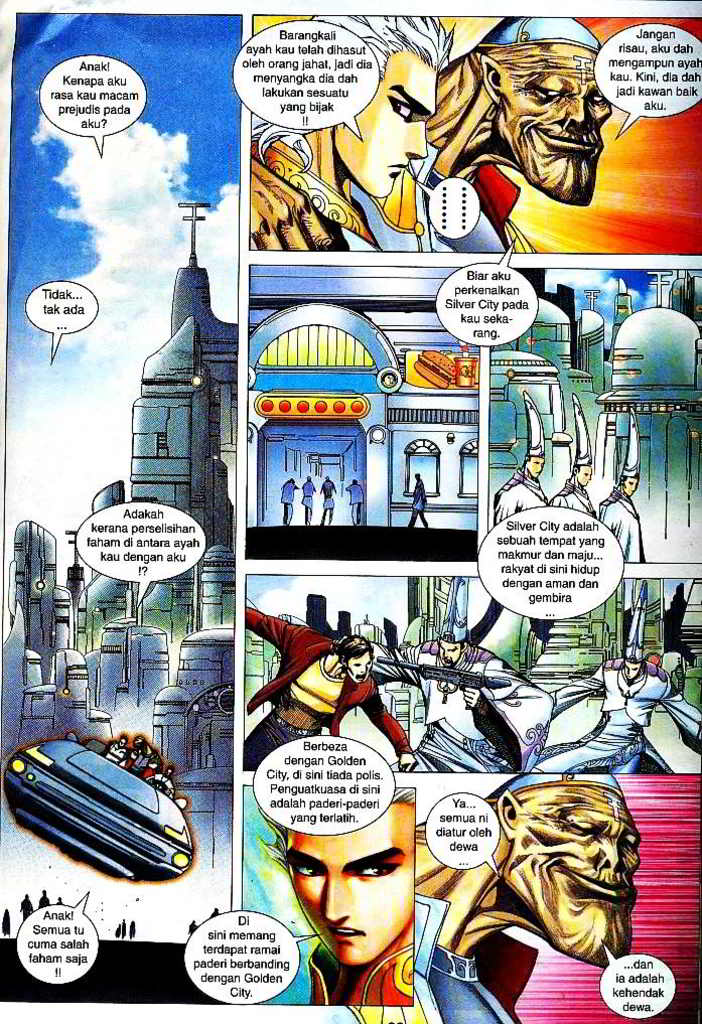 Anak!
Kenapa aku
rasa kau macam
prejudis pada
aku?
Tidak...
tak ada
...
Adakah
kerana perselisihan
faham di antara ayah
kau dengan aku
!?
Anak!
Semua tu
cuma salah
faham saja
!!
Barangkali
ayah kau telah dihasut
oleh orang jahat, jadi dia
menyangka dia dah
lakukan sesuatu
yang bijak
!!
Jangan
risau, aku dah
mengampun ayah
kau. Kini, dia dah
jadi kawan baik
aku.
Biar aku
perkenalkan
Silver City pada
kau seka-
rang.
Silver City adalah
sebuah tempat yang
makmur dan maju...
rakyat di sini hidup
dengan aman dan
gembira
...
Berbeza
dengan Golden
City, di sini tiada polis.
Penguatkuasa di sini
adalah paderi-paderi
yang terlatih.
Di
sini memang
terdapat ramai
paderi berbanding
dengan Golden
City.
Ya...
semua ni
diatur oleh
dewa
...
...dan
ia adalah
kehendak
dewa.